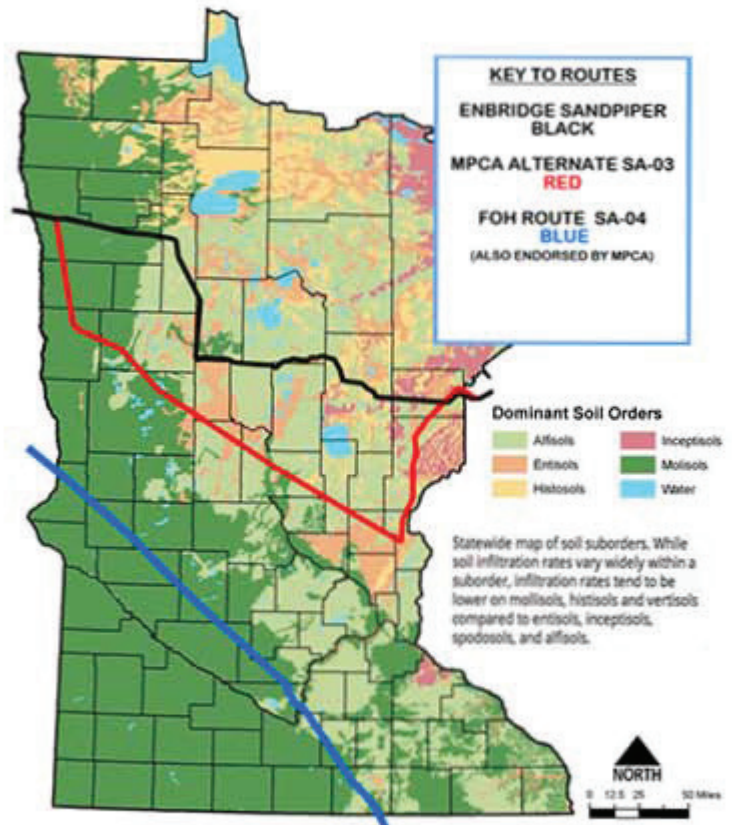 KEY TO ROUTES
ENBRIDGE SANDPIPER
BLACK
MPCA ALTERNATE SA-03
RED
FOH ROUTE SA-04
BLUE
(ALSO ENDORSED BY MPCA)
Dominant Soil Orders
Alfisols
Entisols
Histosols
Inceptisols
Molisols
Water
Statewide map of soil suborders. While
soil infiltration rates vary widely within a
suborder, infiltration rates tend to be
lower on mollisols, histisols and vertisols
compared to entisols, inceptisols,
spodosols, and alfisols.
NORTH
0 12.5 25 50 Miles